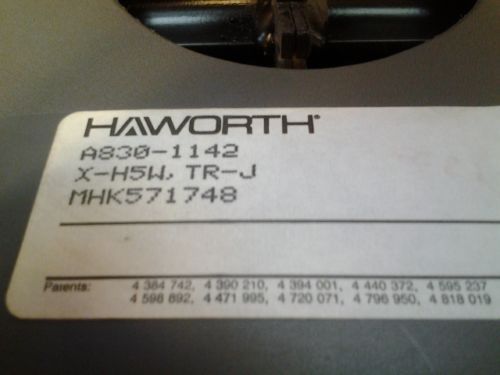 HAWORTH®
A830-1142
X-H5W, TR-J
MHK571748
Patents: 4 384 742, 4 390 210, 4 394 001, 4 440 372, 4 595 237
4 598 892, 4 471 995, 4 720 071, 4 796 950, 4 818 019